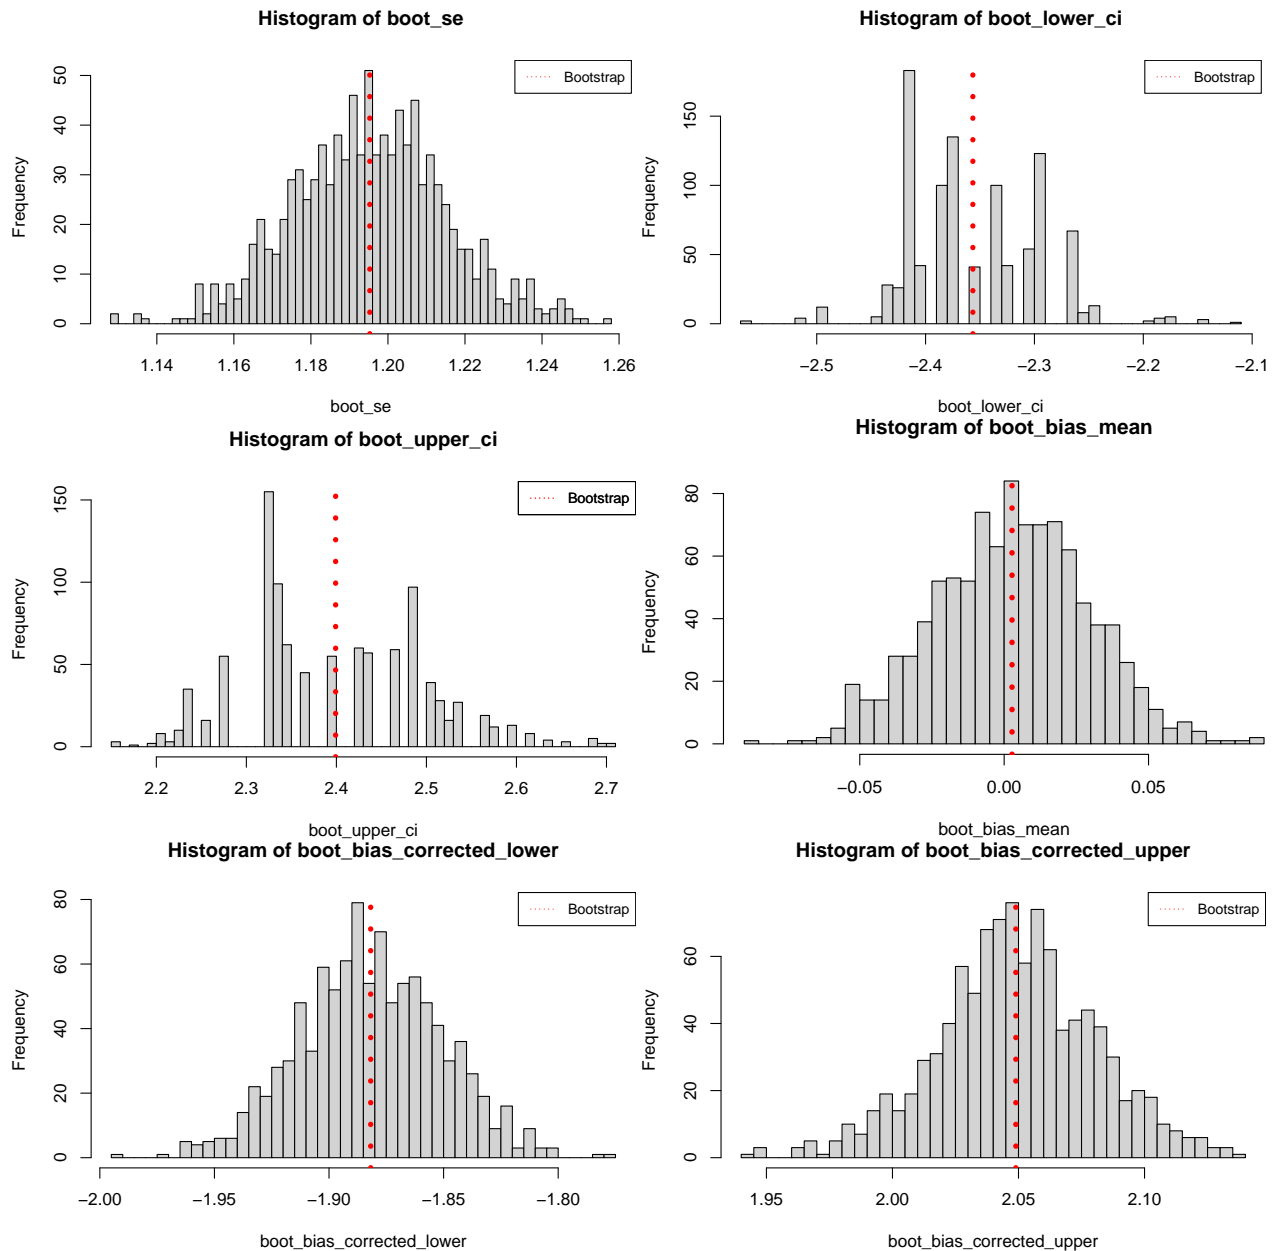 Histogram of boot_se
Frequency
0 10 20 30 40 50
Bootstrap
1.14 1.16 1.18 1.20 1.22 1.24 1.26
boot_se
Histogram of boot_lower_ci
Frequency
0 50 100 150
Bootstrap
−2.5 −2.4 −2.3 −2.2 −2.1
boot_lower_ci
Histogram of boot_upper_ci
Frequency
0 50 100 150
Bootstrap
2.2 2.3 2.4 2.5 2.6 2.7
boot_upper_ci
Histogram of boot_bias_mean
Frequency
0 20 40 60 80
−0.05 0.00 0.05
boot_bias_mean
Histogram of boot_bias_corrected_lower
Frequency
0 20 40 60 80
Bootstrap
−2.00 −1.95 −1.90 −1.85 −1.80
boot_bias_corrected_lower
Histogram of boot_bias_corrected_upper
Frequency
0 20 40 60
Bootstrap
1.95 2.00 2.05 2.10
boot_bias_corrected_upper